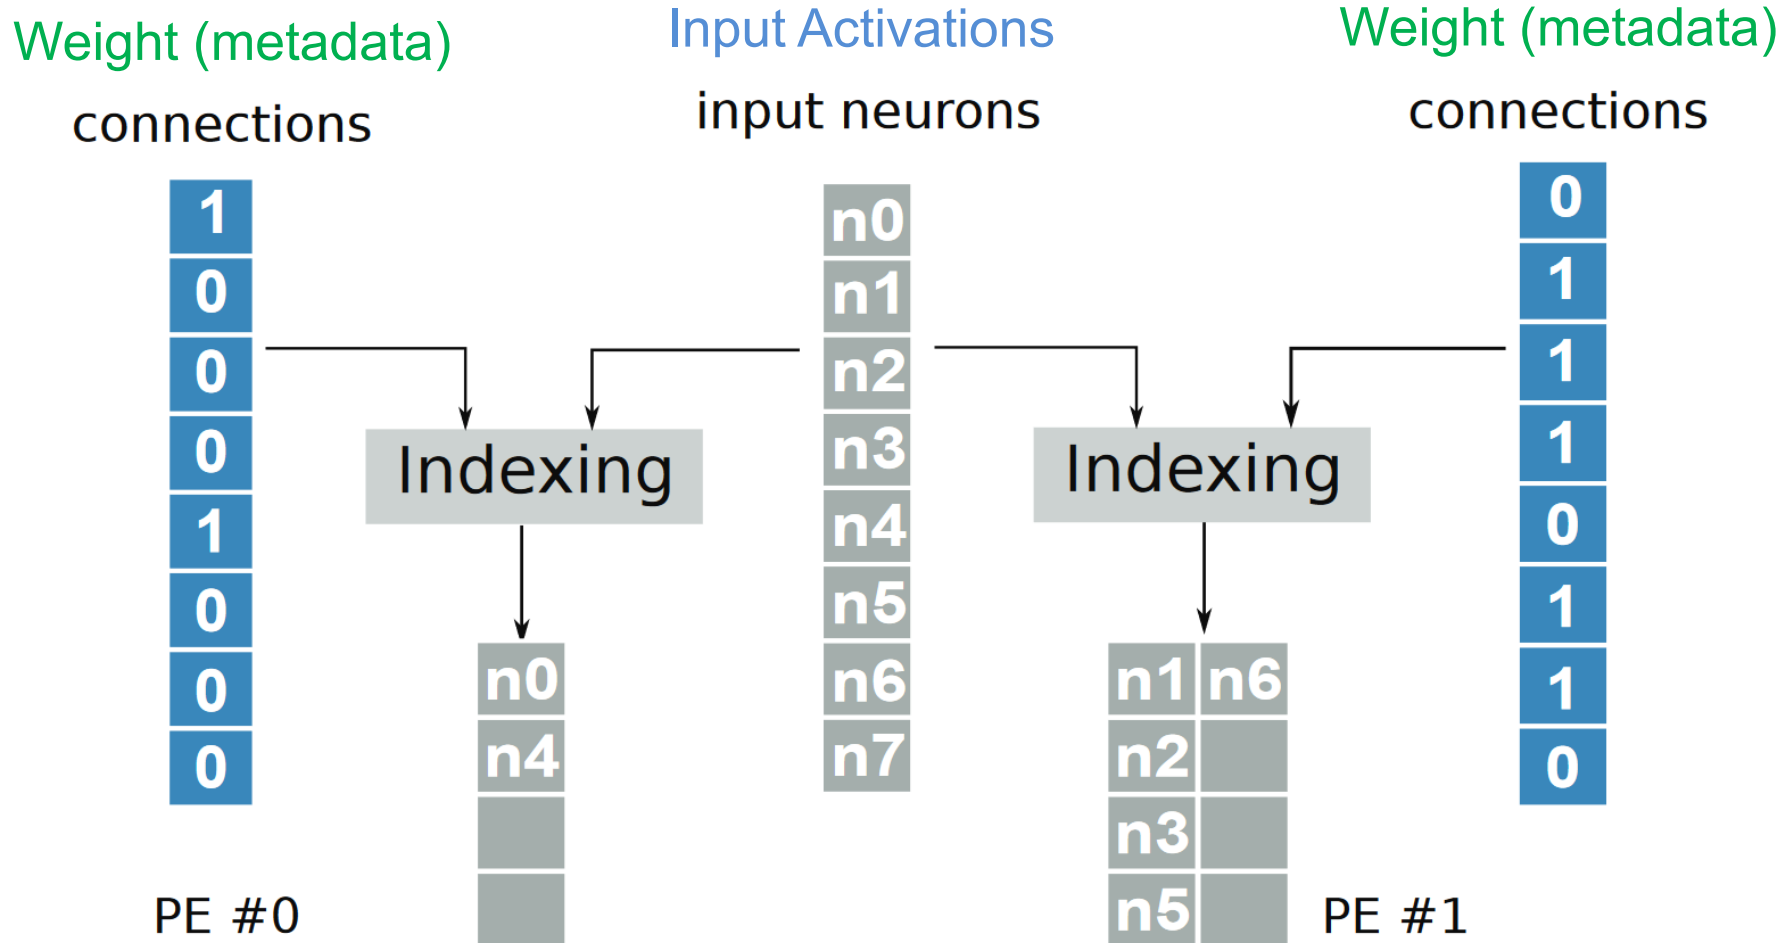 Weight (metadata)
Input Activations
Weight (metadata)
connections
input neurons
connections
1
0
0
0
1
0
0
0
n0
n1
n2
n3
n4
n5
n6
n7
0
1
1
1
0
1
1
0
Indexing
Indexing
n0
n4
n1 n6
n2
n3
n5
PE #0
PE #1